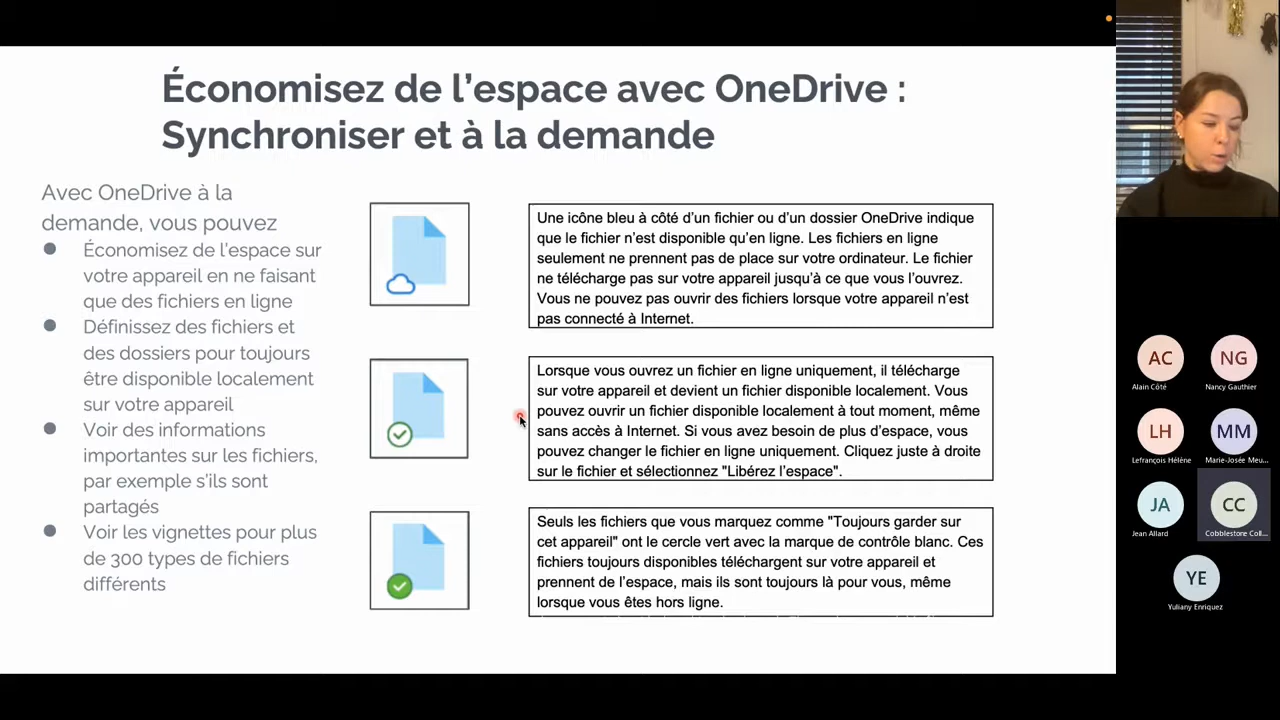 Économisez de l'espace avec OneDrive :
Synchroniser et à la demande
Avec OneDrive à la
demande, vous pouvez
● Économisez de l'espace sur
votre appareil en ne faisant
que des fichiers en ligne
● Définissez des fichiers et
des dossiers pour toujours
être disponible localement
sur votre appareil
● Voir des informations
importantes sur les fichiers,
par exemple s'ils sont
partagés
● Voir les vignettes pour plus
de 300 types de fichiers
différents
Une icône bleu à côté d'un fichier ou d'un dossier OneDrive indique
que le fichier n'est disponible qu'en ligne. Les fichiers en ligne
seulement ne prennent pas de place sur votre ordinateur. Le fichier
ne télécharge pas sur votre appareil jusqu'à ce que vous l'ouvrez.
Vous ne pouvez pas ouvrir des fichiers lorsque votre appareil n'est
pas connecté à Internet.
Lorsque vous ouvrez un fichier en ligne uniquement, il télécharge
sur votre appareil et devient un fichier disponible localement. Vous
pouvez ouvrir un fichier disponible localement à tout moment, même
sans accès à Internet. Si vous avez besoin de plus d'espace, vous
pouvez changer le fichier en ligne uniquement. Cliquez juste à droite
sur le fichier et sélectionnez "Libérez l'espace".
Seuls les fichiers que vous marquez comme "Toujours garder sur
cet appareil" ont le cercle vert avec la marque de contrôle blanc. Ces
fichiers toujours disponibles téléchargent sur votre appareil et
prennent de l'espace, mais ils sont toujours là pour vous, même
lorsque vous êtes hors ligne.
AC
Alain Côté
NG
Nancy Gauthier
LH
Lefrançois Hélène
MM
Marie-Josée Meu...
JA
Jean Allard
CC
Cobblestone Coll...
YE
Yuliany Enriquez